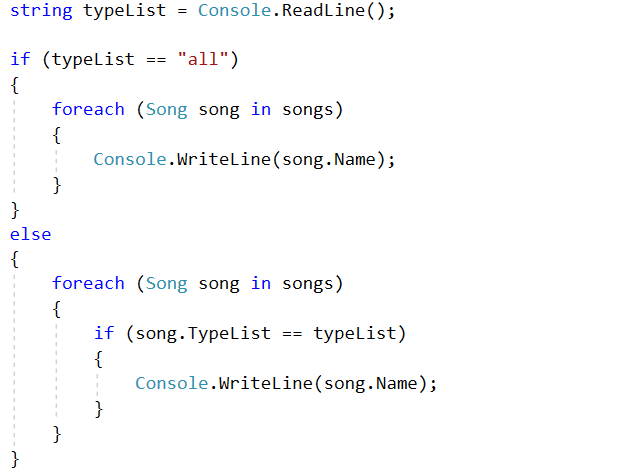 string typeList = Console.ReadLine();

if (typeList == "all")
{
    foreach (Song song in songs)
    {
        Console.WriteLine(song.Name);
    }
}
else
{
    foreach (Song song in songs)
    {
        if (song.TypeList == typeList)
        {
            Console.WriteLine(song.Name);
        }
    }
}